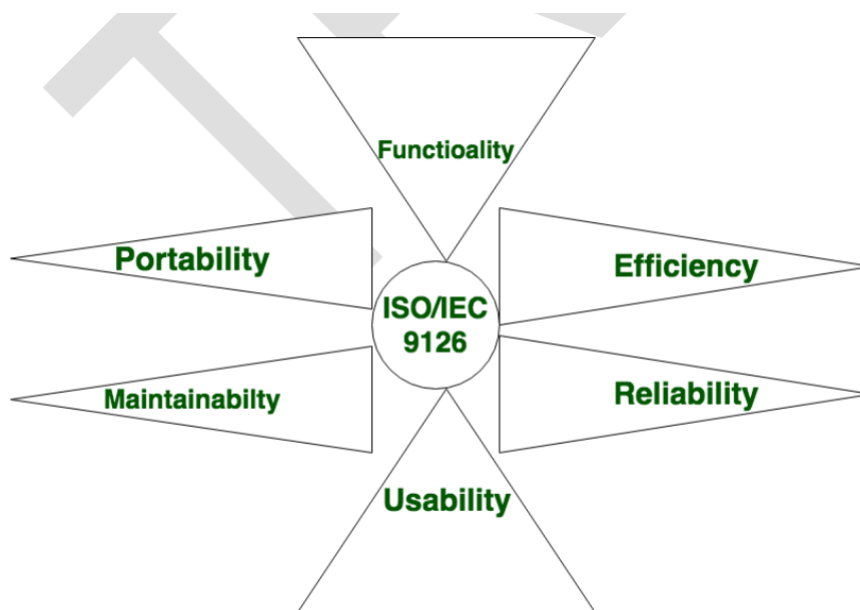 Functioality
Portability
Efficiency
ISO/IEC
9126
Maintainabilty
Reliability
Usability